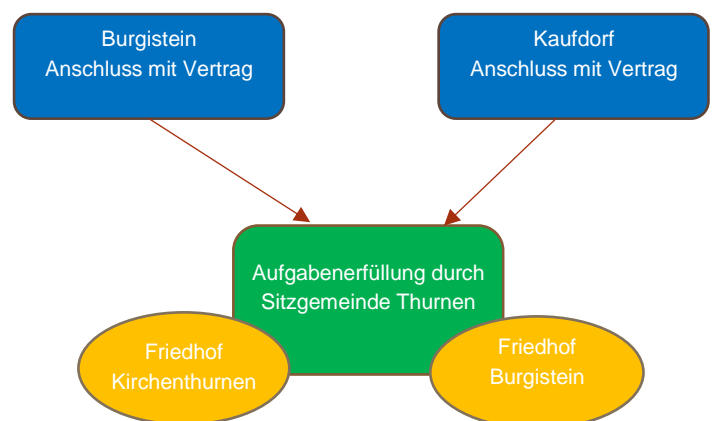 Burgistein
Anschluss mit Vertrag
Kaufdorf
Anschluss mit Vertrag
Aufgabenerfüllung durch
Sitzgemeinde Thurnen
Friedhof
Kirchenthurnen
Friedhof
Burgistein